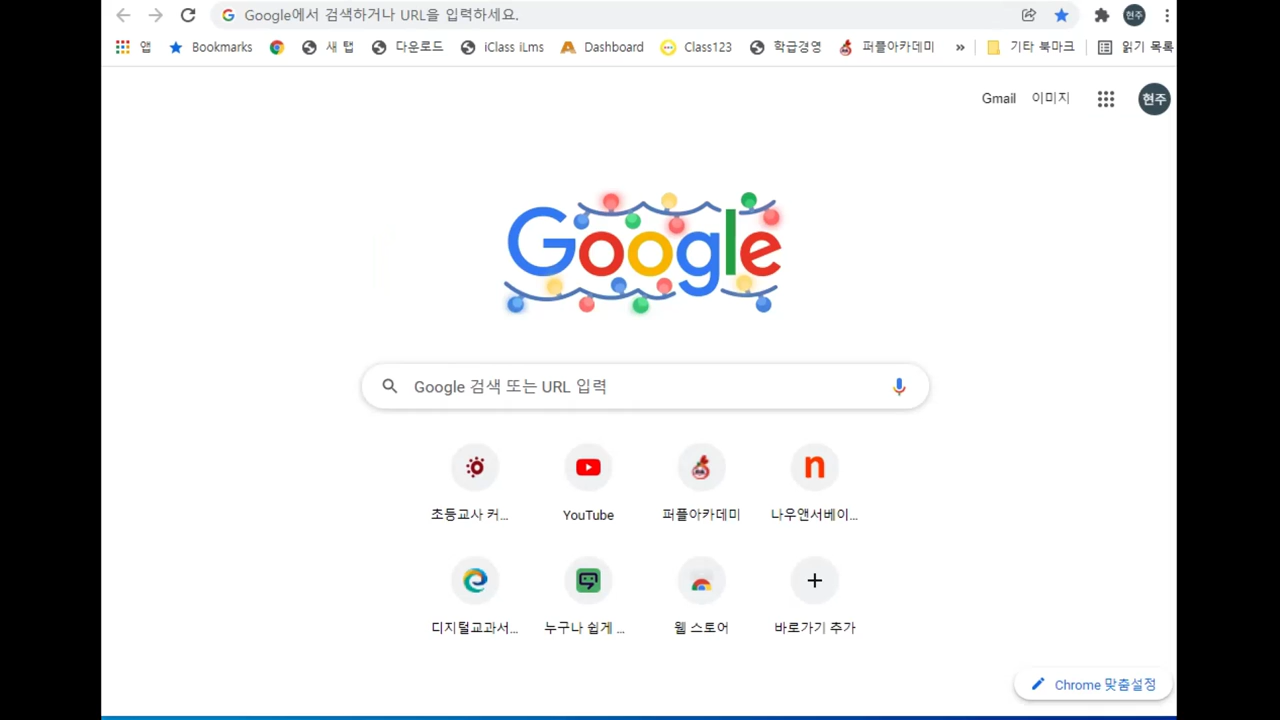 Google에서 검색하거나 URL을 입력하세요.
현주
앱 Bookmarks 새 탭 다운로드 iClass iLms Dashboard Class123 학급경영 퍼플아카데미 » 기타 북마크 읽기 목록
Gmail 이미지 현주
Google
Google 검색 또는 URL 입력
초등교사 커... YouTube 퍼플아카데미 나우앤서베이...
디지털교과서... 누구나 쉽게 ... 웹 스토어 바로가기 추가
Chrome 맞춤설정